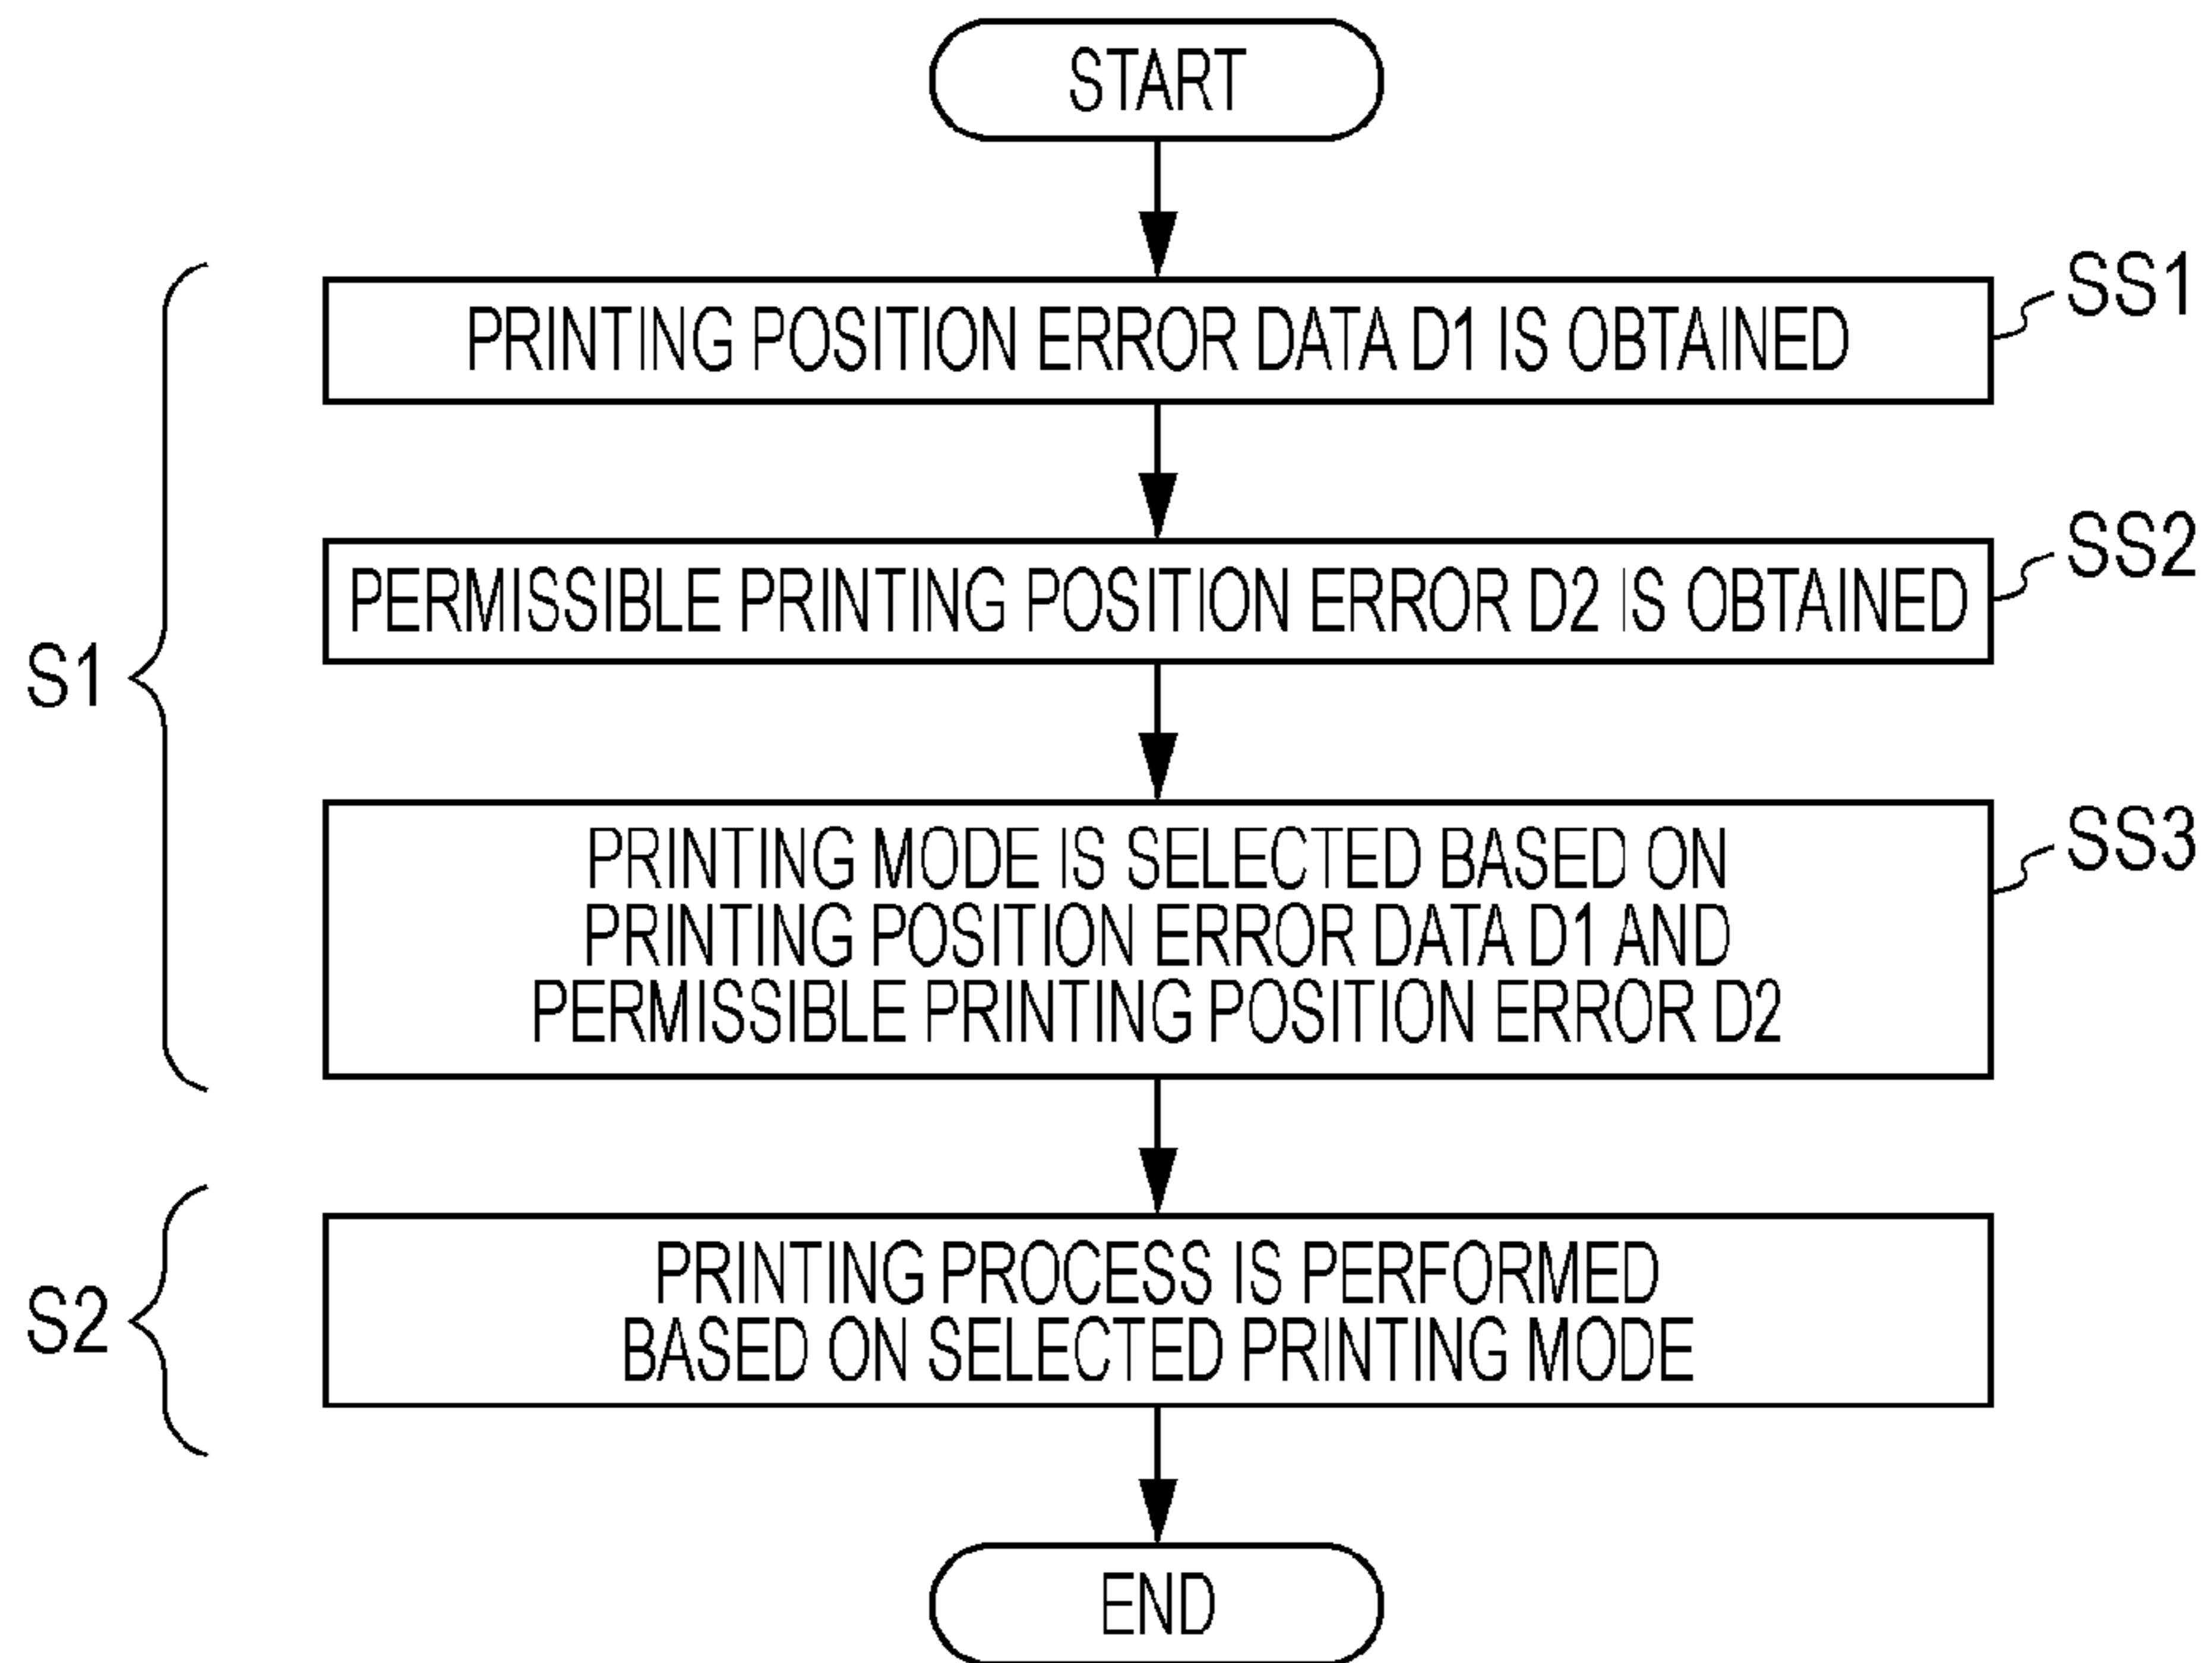 START
PRINTING POSITION ERROR DATA D1 IS OBTAINED
SS1
PERMISSIBLE PRINTING POSITION ERROR D2 IS OBTAINED
SS2
S1
PRINTING MODE IS SELECTED BASED ON
PRINTING POSITION ERROR DATA D1 AND
PERMISSIBLE PRINTING POSITION ERROR D2
SS3
S2
PRINTING PROCESS IS PERFORMED
BASED ON SELECTED PRINTING MODE
END